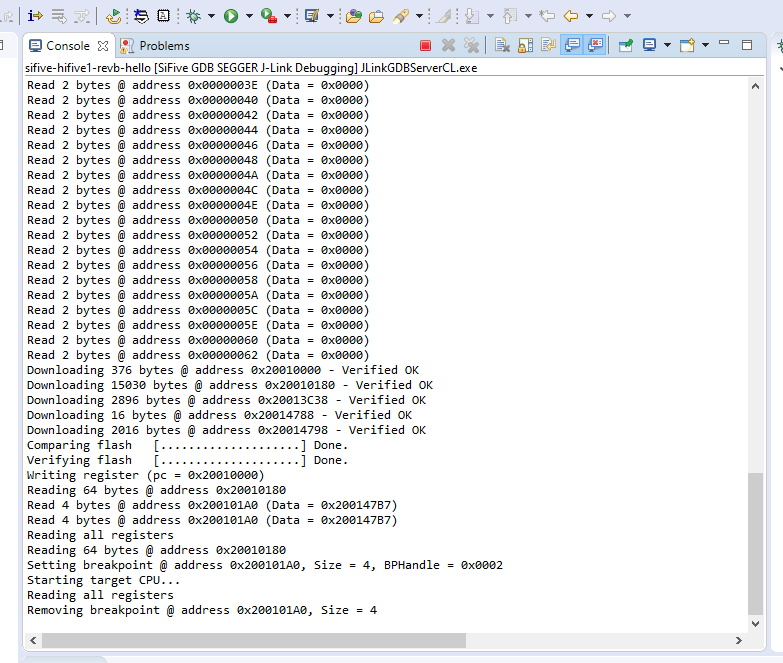 Console
Problems
sifive-hifive1-revb-hello [SiFive GDB SEGGER J-Link Debugging] JLinkGDBServerCL.exe
Read 2 bytes @ address 0x0000003E (Data = 0x0000)
Read 2 bytes @ address 0x00000040 (Data = 0x0000)
Read 2 bytes @ address 0x00000042 (Data = 0x0000)
Read 2 bytes @ address 0x00000044 (Data = 0x0000)
Read 2 bytes @ address 0x00000046 (Data = 0x0000)
Read 2 bytes @ address 0x00000048 (Data = 0x0000)
Read 2 bytes @ address 0x0000004A (Data = 0x0000)
Read 2 bytes @ address 0x0000004C (Data = 0x0000)
Read 2 bytes @ address 0x0000004E (Data = 0x0000)
Read 2 bytes @ address 0x00000050 (Data = 0x0000)
Read 2 bytes @ address 0x00000052 (Data = 0x0000)
Read 2 bytes @ address 0x00000054 (Data = 0x0000)
Read 2 bytes @ address 0x00000056 (Data = 0x0000)
Read 2 bytes @ address 0x00000058 (Data = 0x0000)
Read 2 bytes @ address 0x0000005A (Data = 0x0000)
Read 2 bytes @ address 0x0000005C (Data = 0x0000)
Read 2 bytes @ address 0x0000005E (Data = 0x0000)
Read 2 bytes @ address 0x00000060 (Data = 0x0000)
Read 2 bytes @ address 0x00000062 (Data = 0x0000)
Downloading 376 bytes @ address 0x20010000 - Verified OK
Downloading 15030 bytes @ address 0x20010180 - Verified OK
Downloading 2896 bytes @ address 0x20013C38 - Verified OK
Downloading 16 bytes @ address 0x20014788 - Verified OK
Downloading 2016 bytes @ address 0x20014798 - Verified OK
Comparing flash   [....................] Done.
Verifying flash   [....................] Done.
Writing register (pc = 0x20010000)
Reading 64 bytes @ address 0x20010180
Read 4 bytes @ address 0x200101A0 (Data = 0x200147B7)
Read 4 bytes @ address 0x200101A0 (Data = 0x200147B7)
Reading all registers
Reading 64 bytes @ address 0x20010180
Setting breakpoint @ address 0x200101A0, Size = 4, BPHandle = 0x0002
Starting target CPU...
Reading all registers
Removing breakpoint @ address 0x200101A0, Size = 4